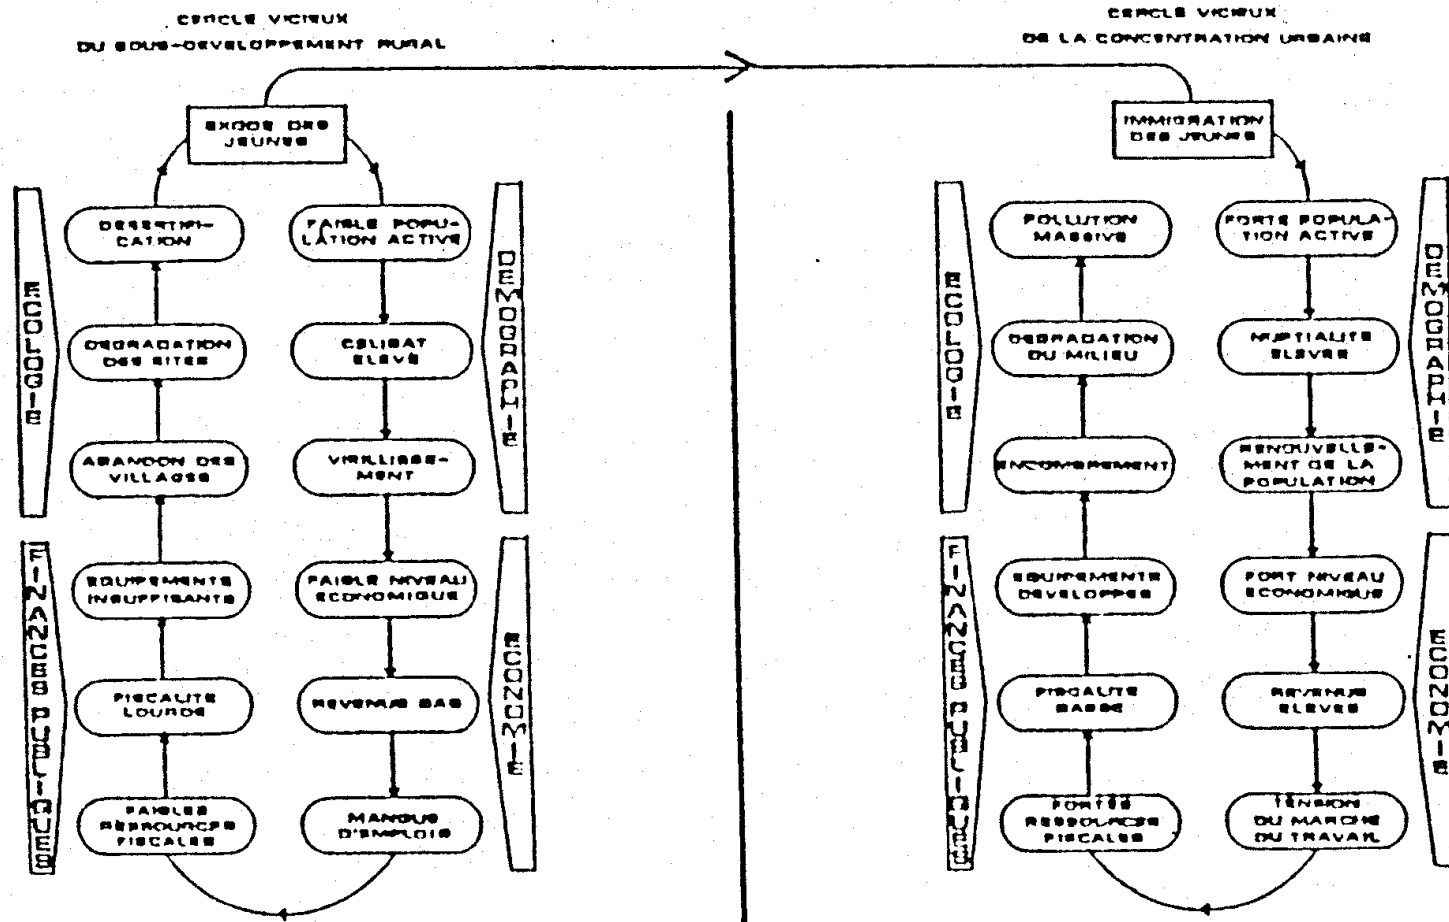 CERCLE VICIEUX
DU SOUS-DEVELOPPEMENT RURAL
EXODE DES
JEUNES
DESERTIFI-
CATION
DEGRADATION
DES SITES
ABANDON DES
VILLAGES
EQUIPEMENTS
INSUFFISANTS
FISCALITE
LOURDE
FAIBLES
RESSOURCES
FISCALES
FAIBLE POPU-
LATION ACTIVE
CELIBAT
ELEVÉ
VIEILLISSE-
MENT
FAIBLE NIVEAU
ECONOMIQUE
REVENUS BAS
MANQUE
D'EMPLOIS
ECOLOGIE
FINANCES PUBLIQUES
DEMOGRAPHIE
ECONOMIE
CERCLE VICIEUX
DE LA CONCENTRATION URBAINE
IMMIGRATION
DES JEUNES
POLLUTION
MASSIVE
DEGRADATION
DU MILIEU
ENCOMBREMENT
EQUIPEMENTS
DEVELOPPES
FISCALITE
BASSE
FORTES
RESSOURCES
FISCALES
FORTE POPULA-
TION ACTIVE
NUPTIALITE
ELEVEE
RENOUVELLE-
MENT DE LA
POPULATION
FORT NIVEAU
ECONOMIQUE
REVENUS
ELEVES
TENSION
DU MARCHE
DU TRAVAIL
ECOLOGIE
FINANCES PUBLIQUES
DEMOGRAPHIE
ECONOMIE